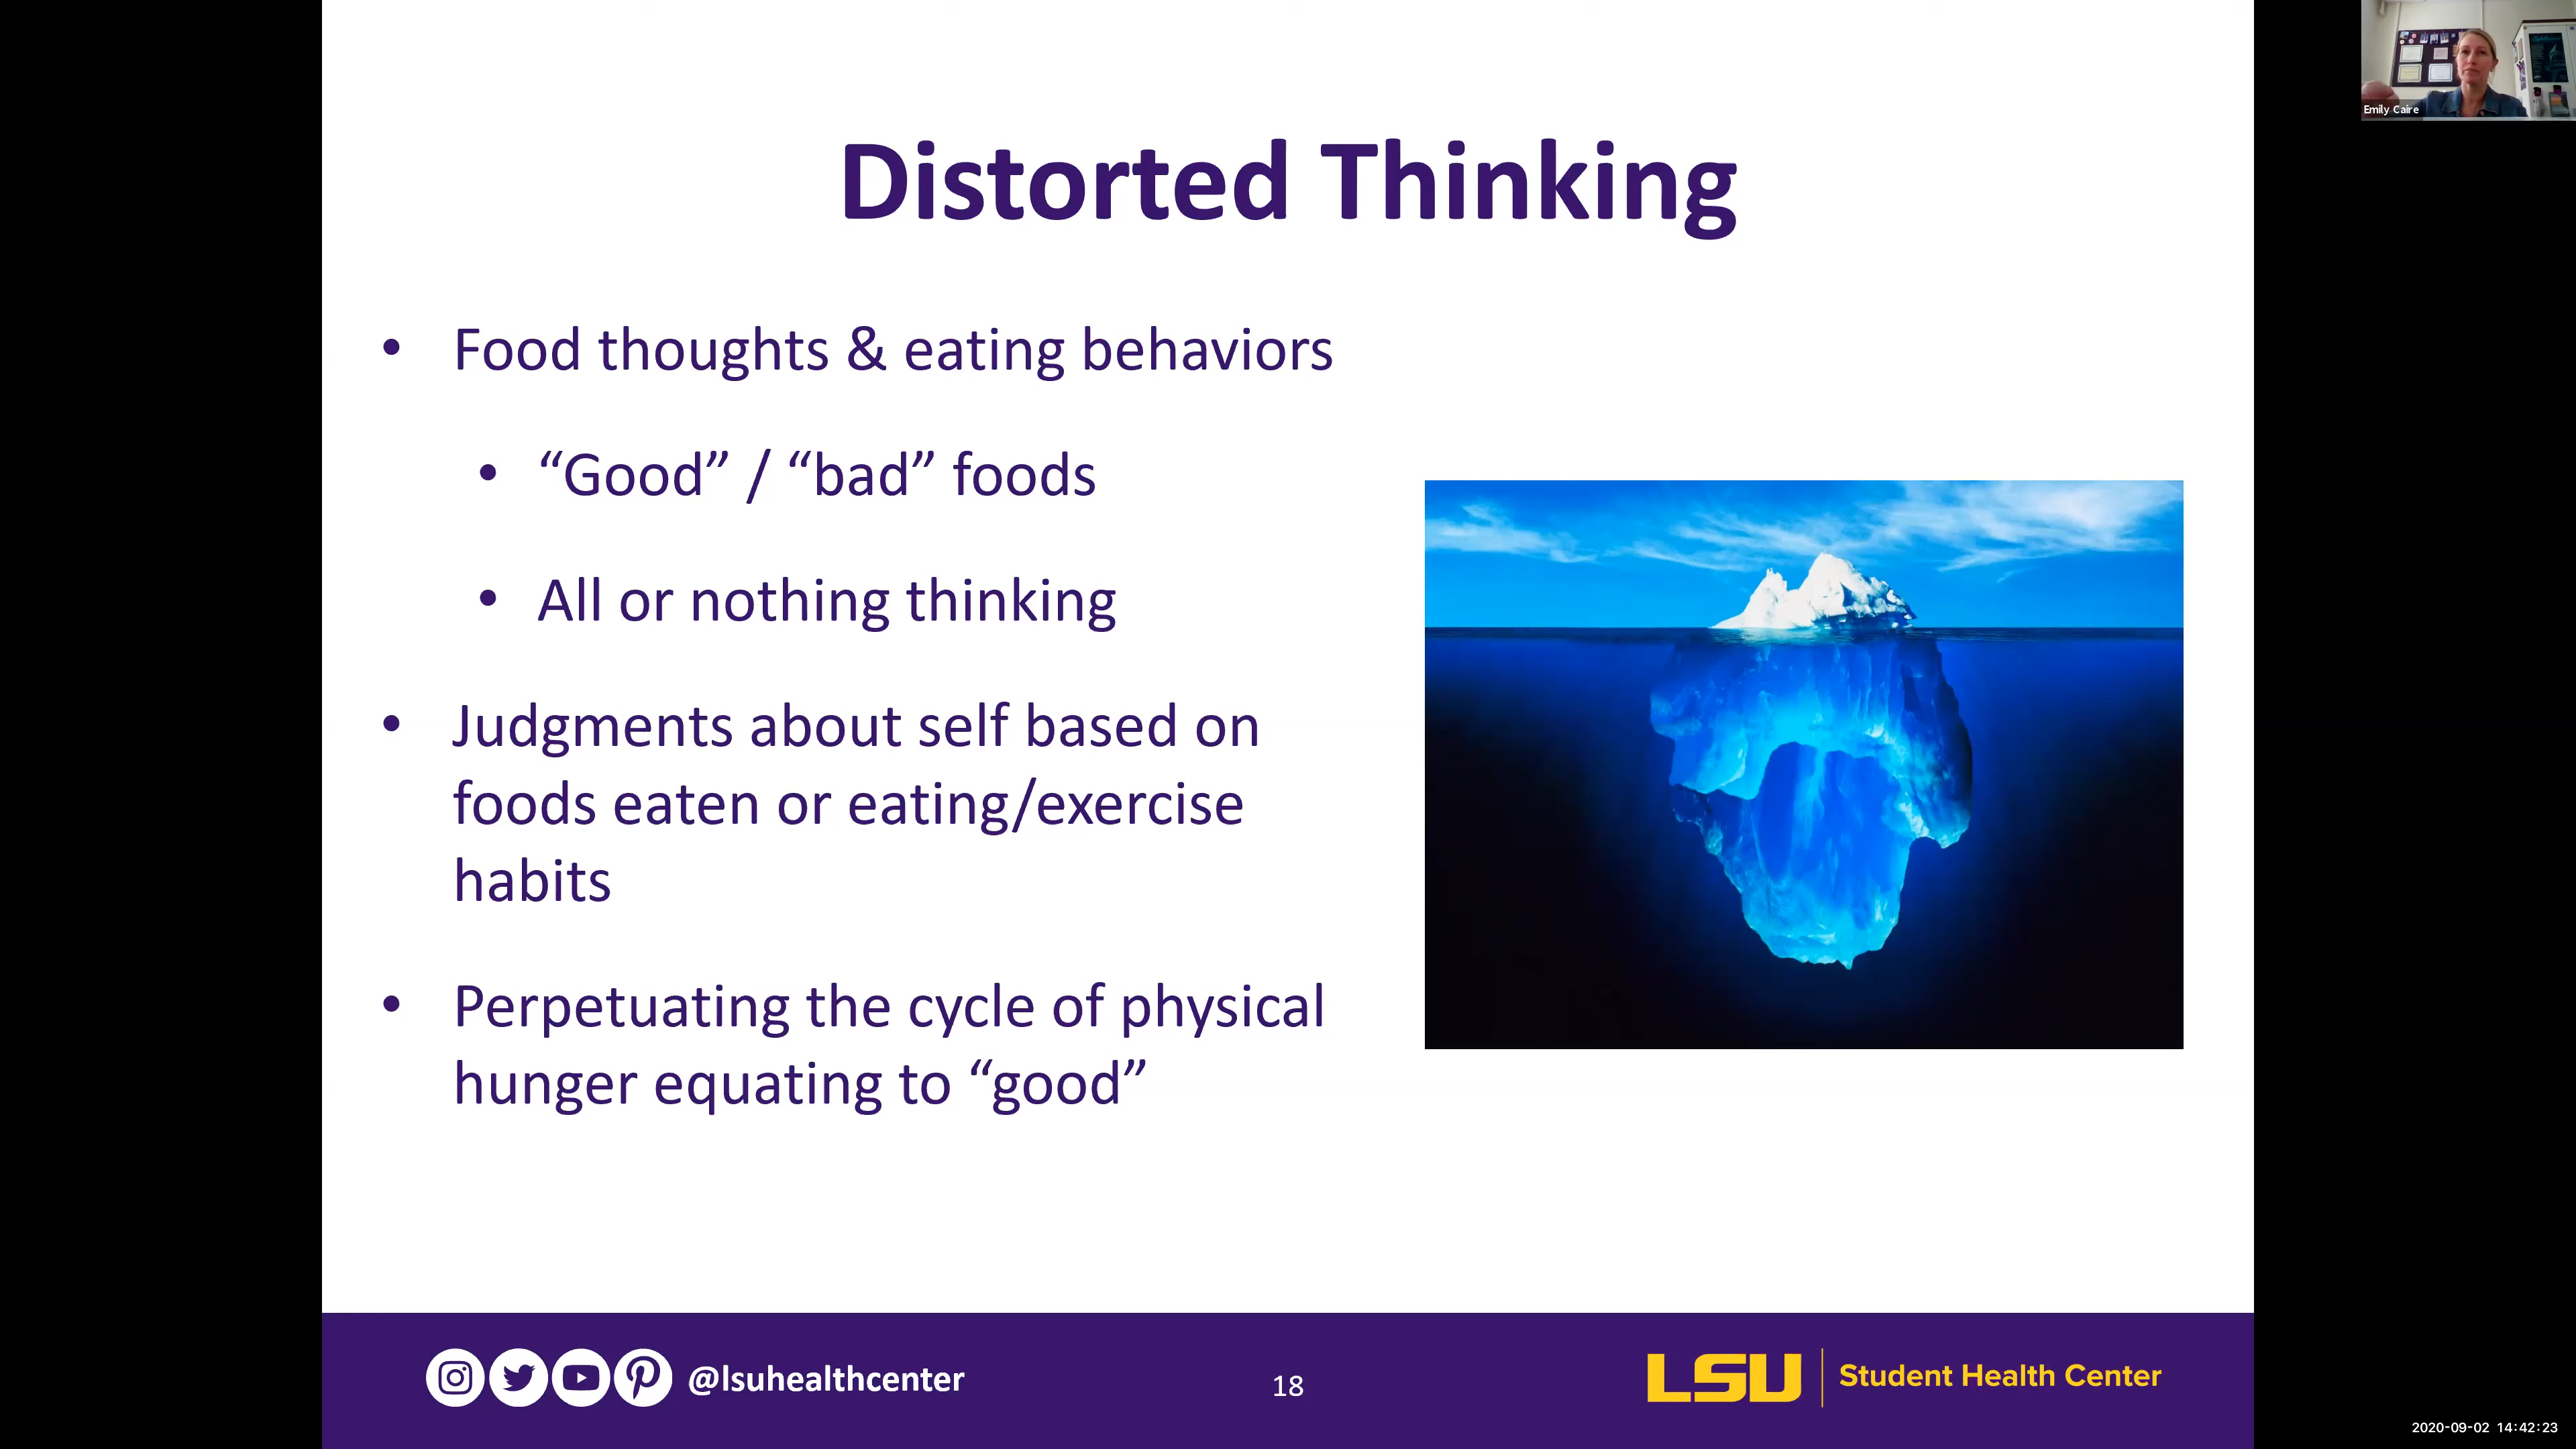 Emily Caire
Distorted Thinking
• Food thoughts & eating behaviors
• “Good” / “bad” foods
• All or nothing thinking
• Judgments about self based on
foods eaten or eating/exercise
habits
• Perpetuating the cycle of physical
hunger equating to “good”
@lsuhealthcenter
18
LSU Student Health Center
2020-09-02 14:42:23